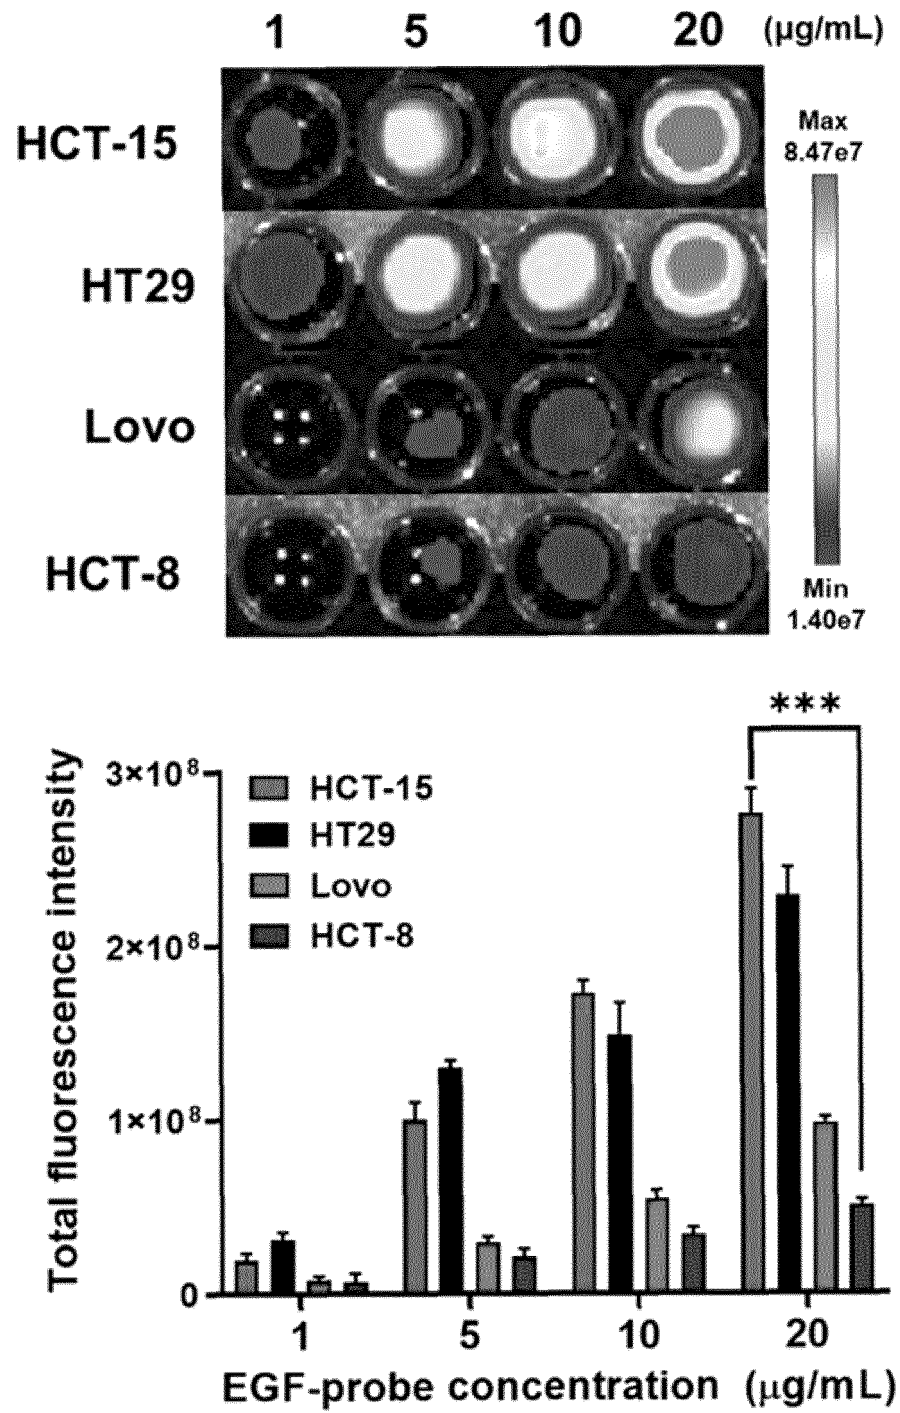 1 5 10 20 (μg/mL)
HCT-15
Max
8.47e7
HT29
Lovo
HCT-8
Min
1.40e7
***
Total fluorescence intensity
3×10⁸
2×10⁸
1×10⁸
0
HCT-15
HT29
Lovo
HCT-8
1 5 10 20
EGF-probe concentration (μg/mL)